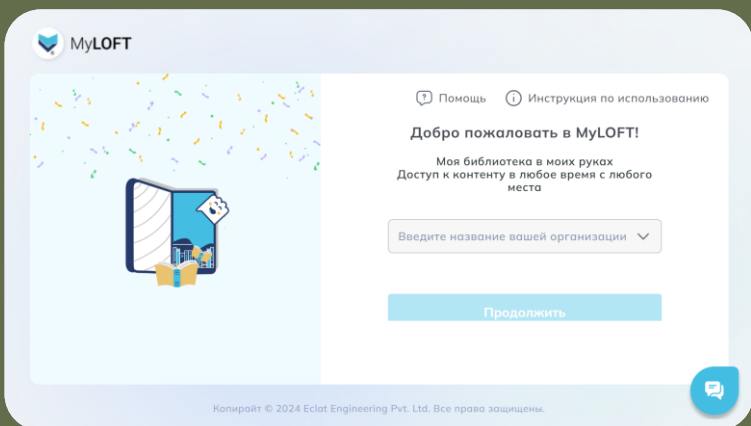 MyLOFT
Помощь
Инструкция по использованию
Добро пожаловать в MyLOFT!
Моя библиотека в моих руках
Доступ к контенту в любое время с любого
места
Введите название вашей организации
Продолжить
Копирайт © 2024 Eclat Engineering Pvt. Ltd. Все права защищены.